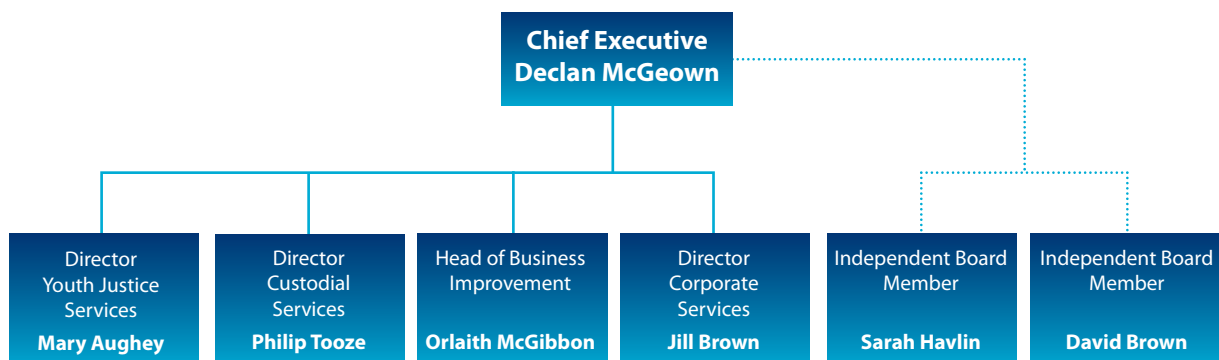 Chief Executive
Declan McGeown
Director
Youth Justice
Services
Mary Aughey
Director
Custodial
Services
Philip Tooze
Head of Business
Improvement
Orlaith McGibbon
Director
Corporate
Services
Jill Brown
Independent Board
Member
Sarah Havlin
Independent Board
Member
David Brown